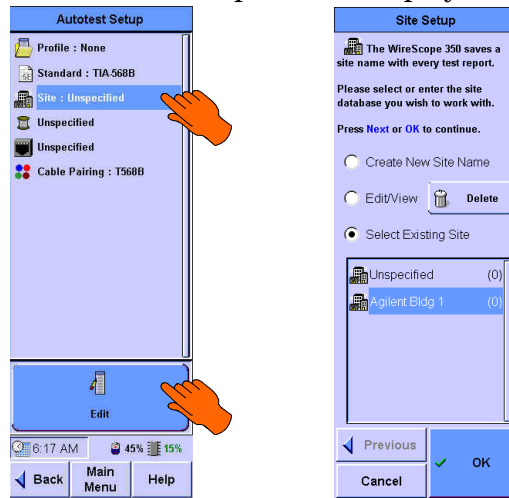 Autotest Setup
Profile : None
Standard : TIA-568B
Site : Unspecified
Unspecified
Unspecified
Cable Pairing : T568B
Edit
6:17 AM 45% 15%
Back Main Menu Help
Site Setup
The WireScope 350 saves a
site name with every test report.
Please select or enter the site
database you wish to work with.
Press Next or OK to continue.
Create New Site Name
Edit/View Delete
Select Existing Site
Unspecified (0)
Agilent Bldg 1 (0)
Previous
OK
Cancel